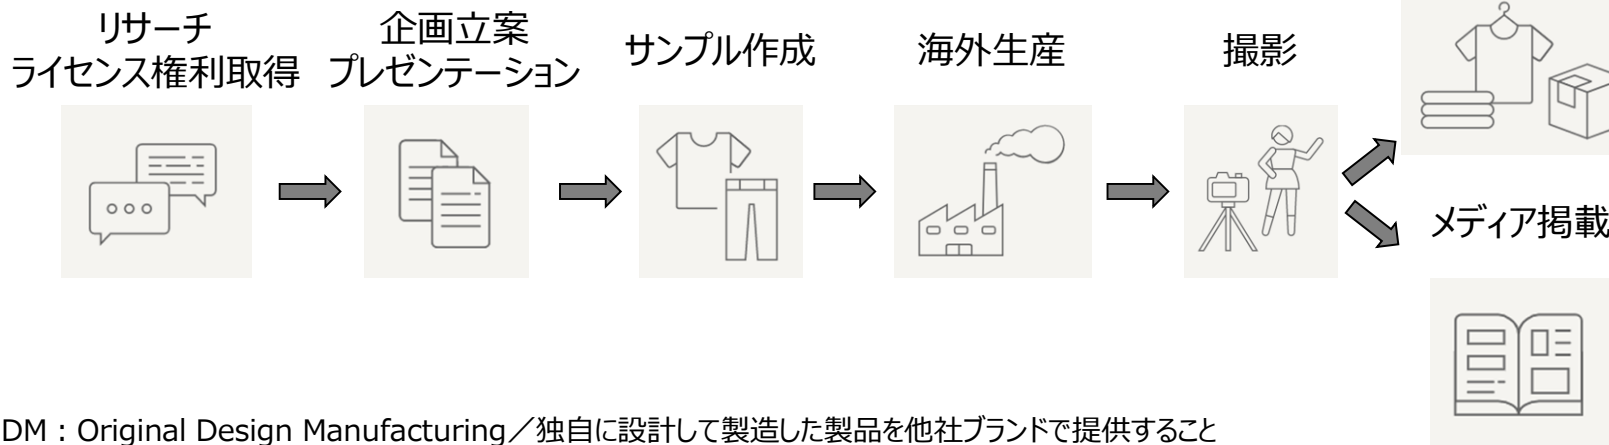 リサーチ
ライセンス権利取得
企画立案
プレゼンテーション
サンプル作成
海外生産
撮影
メディア掲載
DM：Original Design Manufacturing／独自に設計して製造した製品を他社ブランドで提供すること